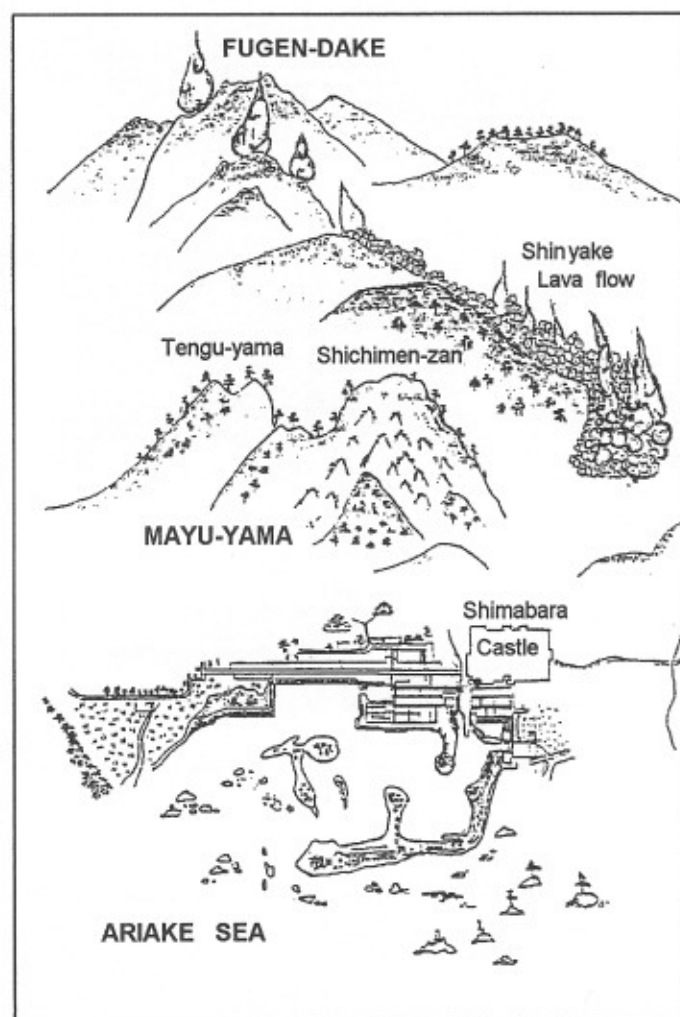 FUGEN-DAKE
Shinyake
Lava flow
Tengu-yama
Shichimen-zan
MAYU-YAMA
Shimabara
Castle
ARIAKE SEA